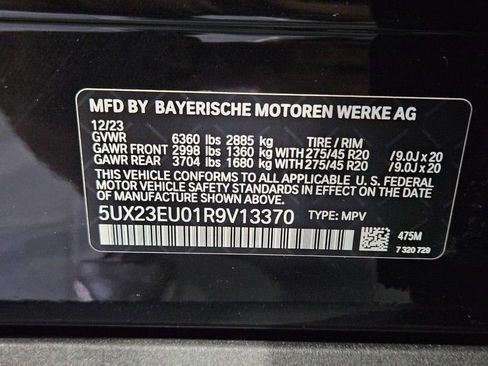 MFD BY BAYERISCHE MOTOREN WERKE AG
12/23
GVWR 6360 lbs 2885 kg TIRE / RIM
GAWR FRONT 2998 lbs 1360 kg WITH 275/45 R20 /9.0J x 20
GAWR REAR 3704 lbs 1680 kg WITH 275/45 R20 /9.0J x 20
THIS VEHICLE CONFORMS TO ALL APPLICABLE U. S. FEDERAL
MOTOR VEHICLE SAFETY STANDARDS IN EFFECT ON THE DATE
OF MANUFACTURE SHOWN ABOVE.
5UX23EU01R9V13370 TYPE: MPV
475M
7 320 729